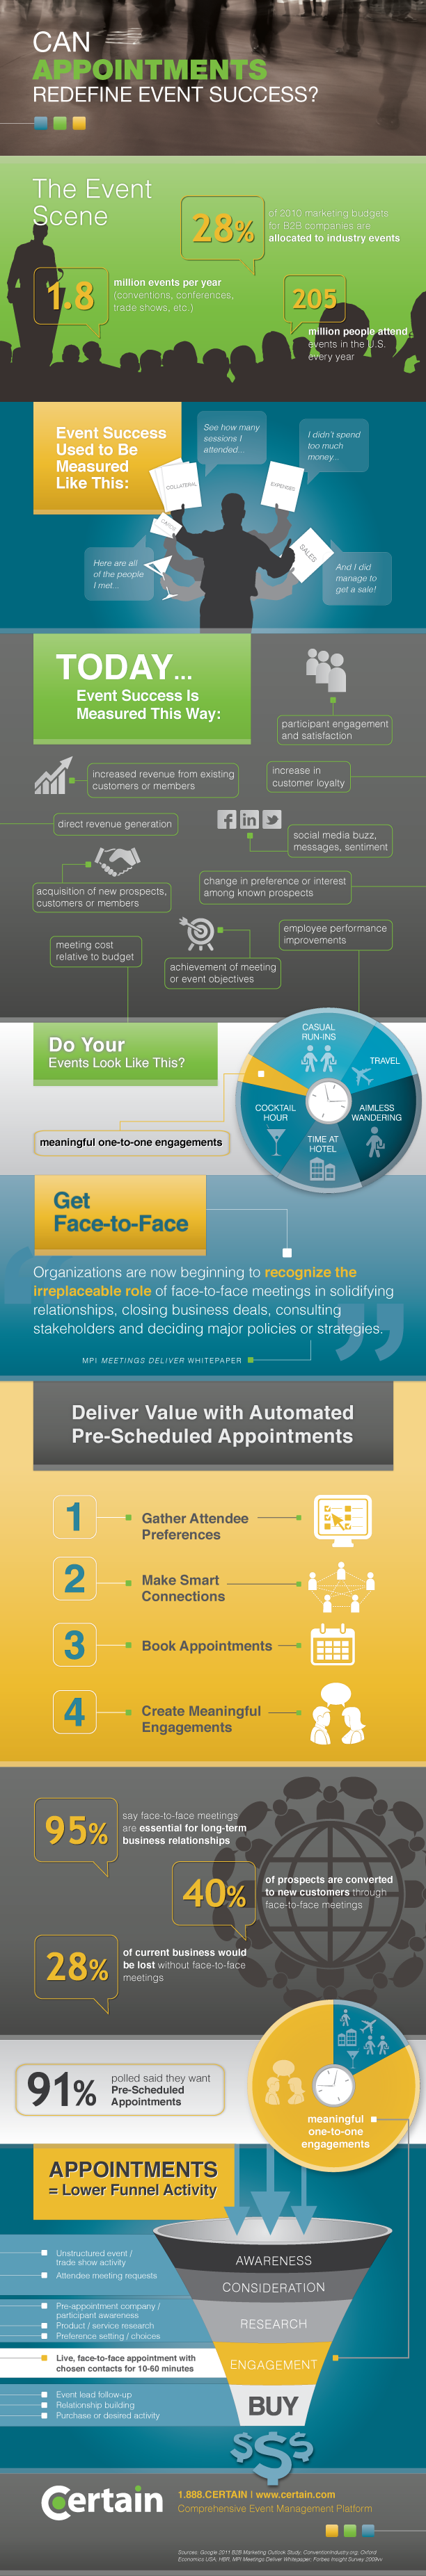 CAN
APPOINTMENTS
REDEFINE EVENT SUCCESS?
The Event
Scene
28%
of 2010 marketing budgets
for B2B companies are
allocated to industry events
1.8
million events per year
(conventions, conferences,
trade shows, etc.)
205
million people attend
events in the U.S.
every year
Event Success
Used to Be
Measured
Like This:
See how many
sessions I
attended...
I didn't spend
too much
money...
COLLATERAL
EXPENSES
CARDS
SALES
Here are all
of the people
I met...
And I did
manage to
get a sale!
TODAY...
Event Success Is
Measured This Way:
participant engagement
and satisfaction
increased revenue from existing
customers or members
increase in
customer loyalty
direct revenue generation
f in
social media buzz,
messages, sentiment
acquisition of new prospects,
customers or members
change in preference or interest
among known prospects
meeting cost
relative to budget
employee performance
improvements
achievement of meeting
or event objectives
Do Your
Events Look Like This?
CASUAL
RUN-INS
TRAVEL
COCKTAIL
HOUR
AIMLESS
WANDERING
TIME AT
HOTEL
meaningful one-to-one engagements
Get
Face-to-Face
Organizations are now beginning to recognize the
irreplaceable role of face-to-face meetings in solidifying
relationships, closing business deals, consulting
stakeholders and deciding major policies or strategies.
MPI MEETINGS DELIVER WHITEPAPER
Deliver Value with Automated
Pre-Scheduled Appointments
1
Gather Attendee
Preferences
2
Make Smart
Connections
3
Book Appointments
4
Create Meaningful
Engagements
95%
say face-to-face meetings
are essential for long-term
business relationships
40%
of prospects are converted
to new customers through
face-to-face meetings
28%
of current business would
be lost without face-to-face
meetings
91%
polled said they want
Pre-Scheduled
Appointments
meaningful
one-to-one
engagements
APPOINTMENTS
= Lower Funnel Activity
Unstructured event /
trade show activity
Attendee meeting requests
Pre-appointment company /
participant awareness
Product / service research
Preference setting / choices
Live, face-to-face appointment with
chosen contacts for 10-60 minutes
Event lead follow-up
Relationship building
Purchase or desired activity
AWARENESS
CONSIDERATION
RESEARCH
ENGAGEMENT
BUY
$$$
Certain
1.888.CERTAIN | www.certain.com
Comprehensive Event Management Platform
Sources: Google 2011 B2B Marketing Outlook Study; Conventionindustry.org; Oxford
Economics USA; HBR; MPI Meetings Deliver Whitepaper; Forbes Insight Survey 2009